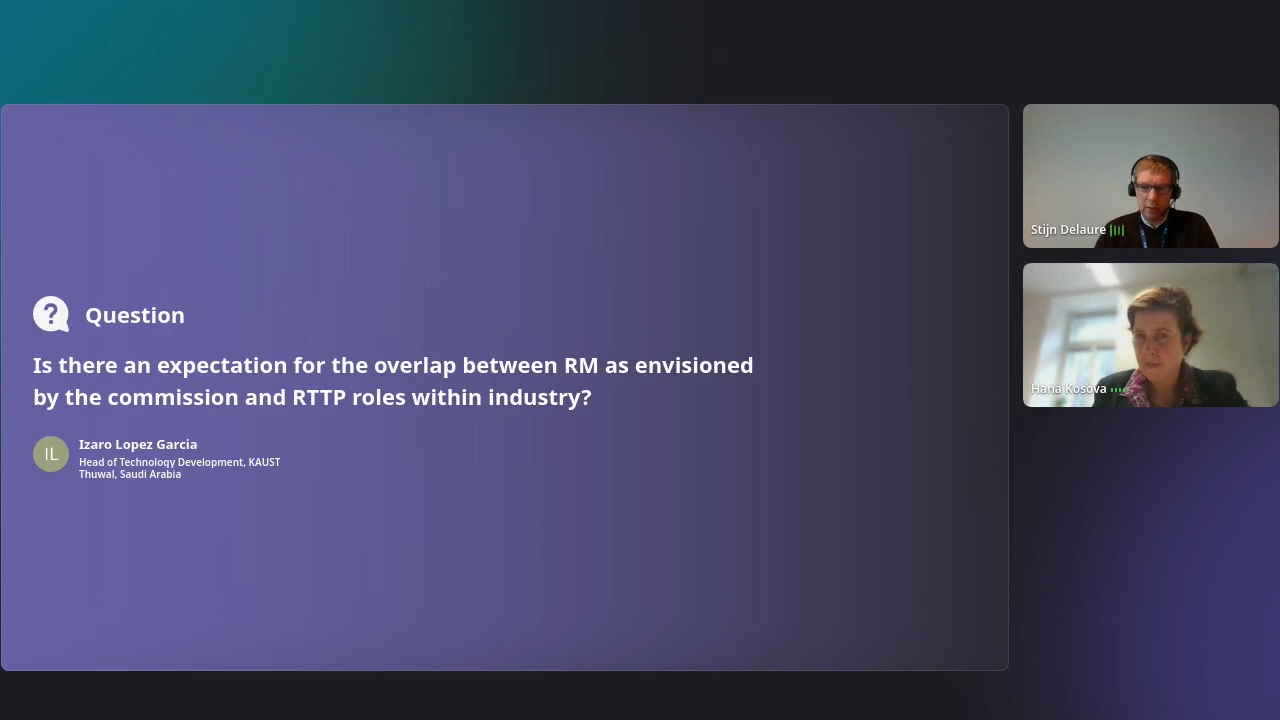 Question
Is there an expectation for the overlap between RM as envisioned
by the commission and RTTP roles within industry?
IL
Izaro Lopez Garcia
Head of Technology Development, KAUST
Thuwal, Saudi Arabia
Stijn Delaure
Hana Kosova